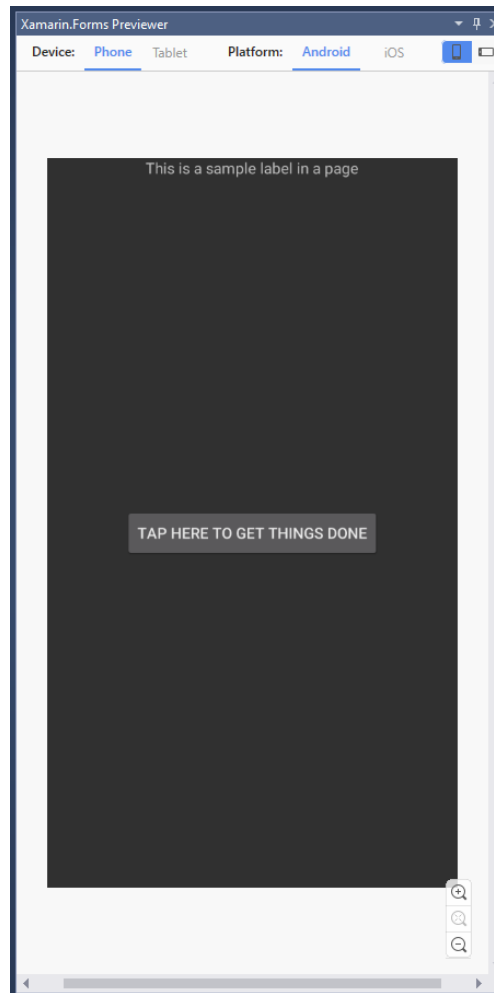 Xamarin.Forms Previewer
Device: Phone Tablet Platform: Android iOS
This is a sample label in a page
TAP HERE TO GET THINGS DONE